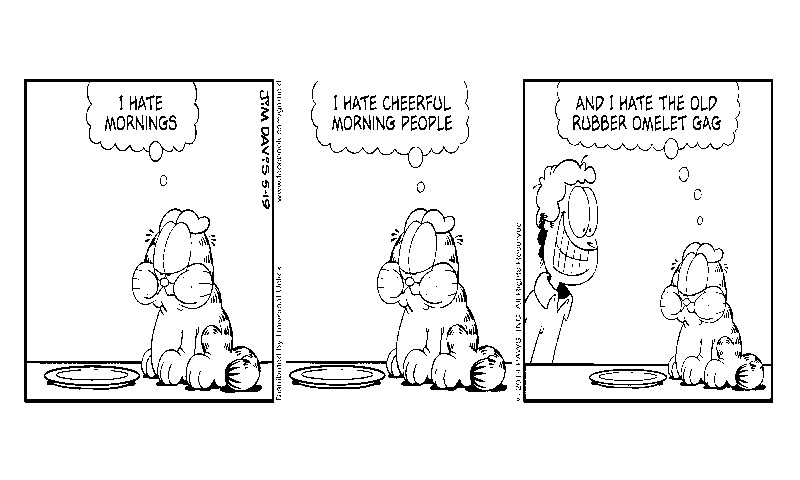 I HATE
MORNINGS
JIM DAVIS 5-19
I HATE CHEERFUL
MORNING PEOPLE
AND I HATE THE OLD
RUBBER OMELET GAG